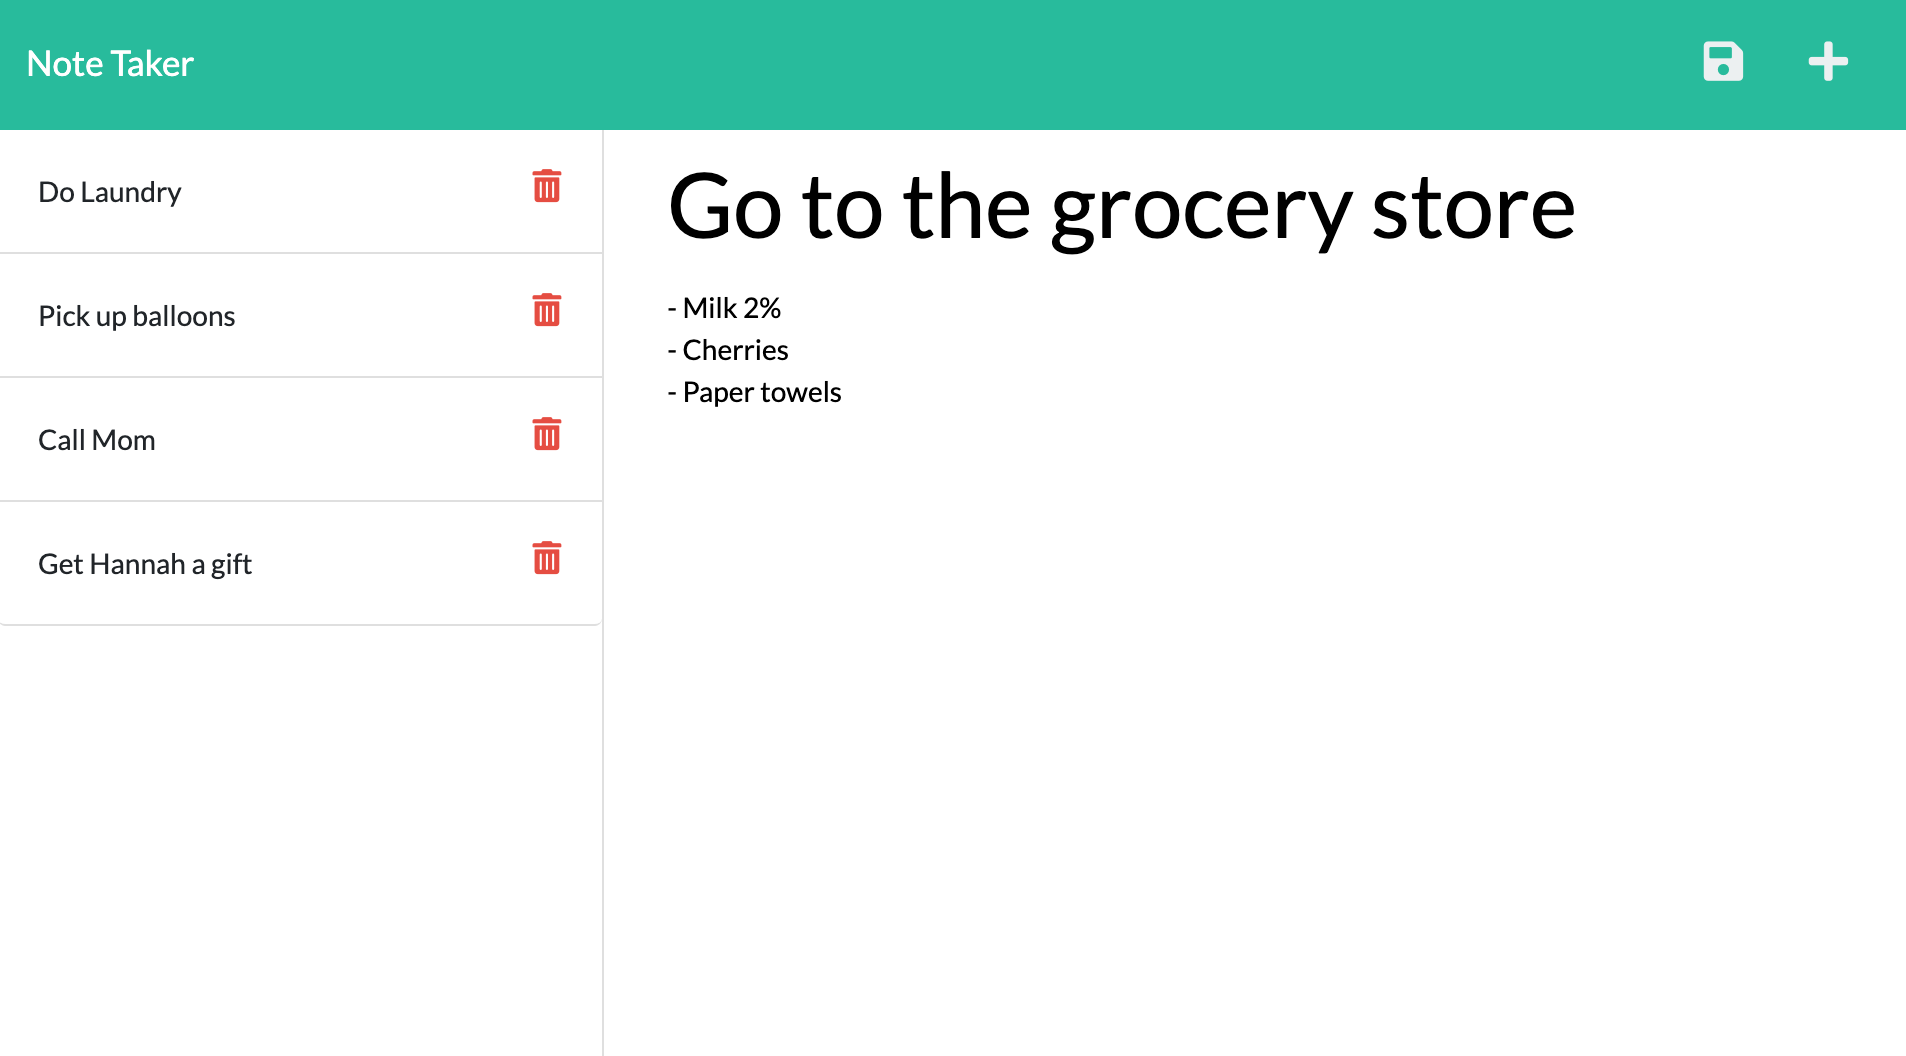 Note Taker
Do Laundry
Pick up balloons
Call Mom
Get Hannah a gift
Go to the grocery store
- Milk 2%
- Cherries
- Paper towels